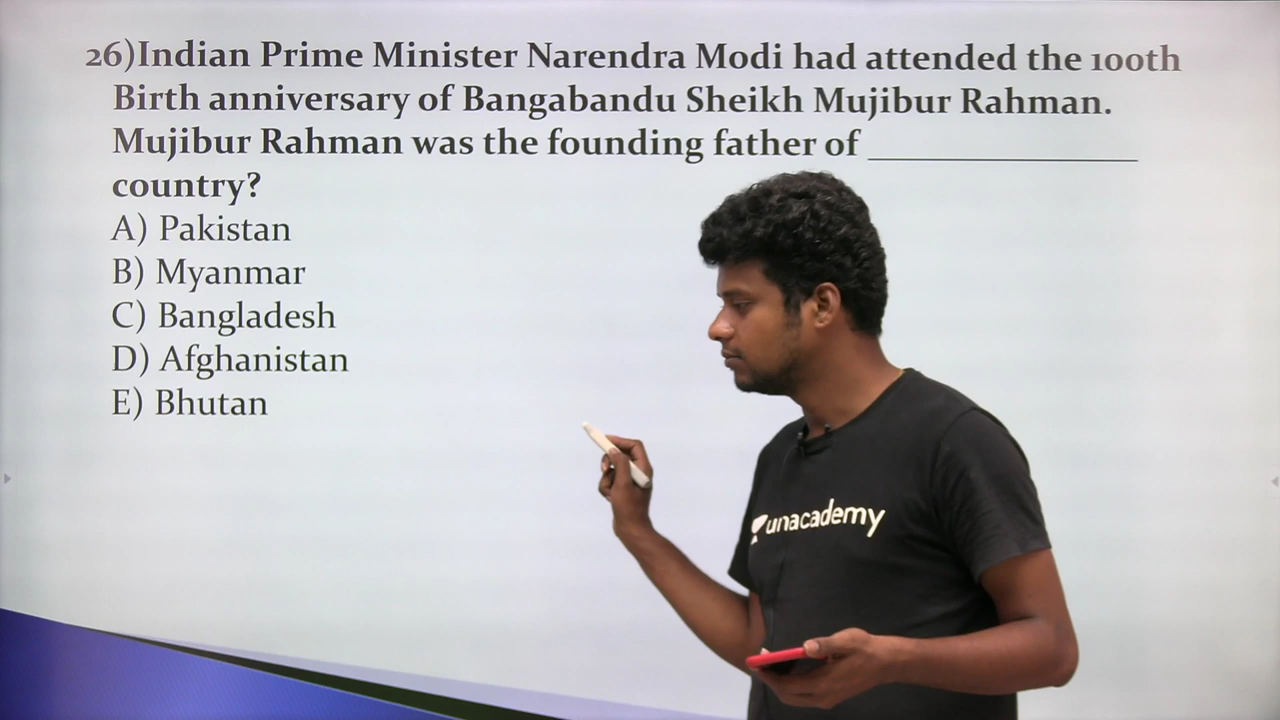 26)Indian Prime Minister Narendra Modi had attended the 100th
Birth anniversary of Bangabandu Sheikh Mujibur Rahman.
Mujibur Rahman was the founding father of _______________
country?
A) Pakistan
B) Myanmar
C) Bangladesh
D) Afghanistan
E) Bhutan
unacademy